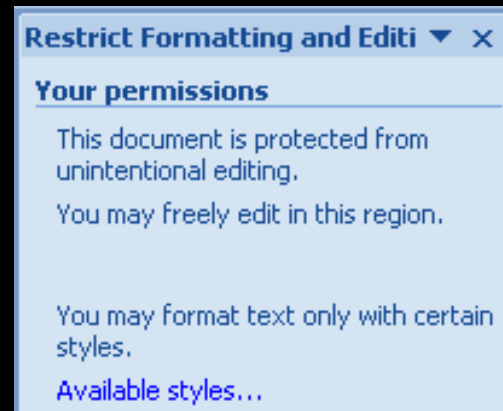 Restrict Formatting and Editi
Your permissions
This document is protected from
unintentional editing.
You may freely edit in this region.
You may format text only with certain
styles.
Available styles...